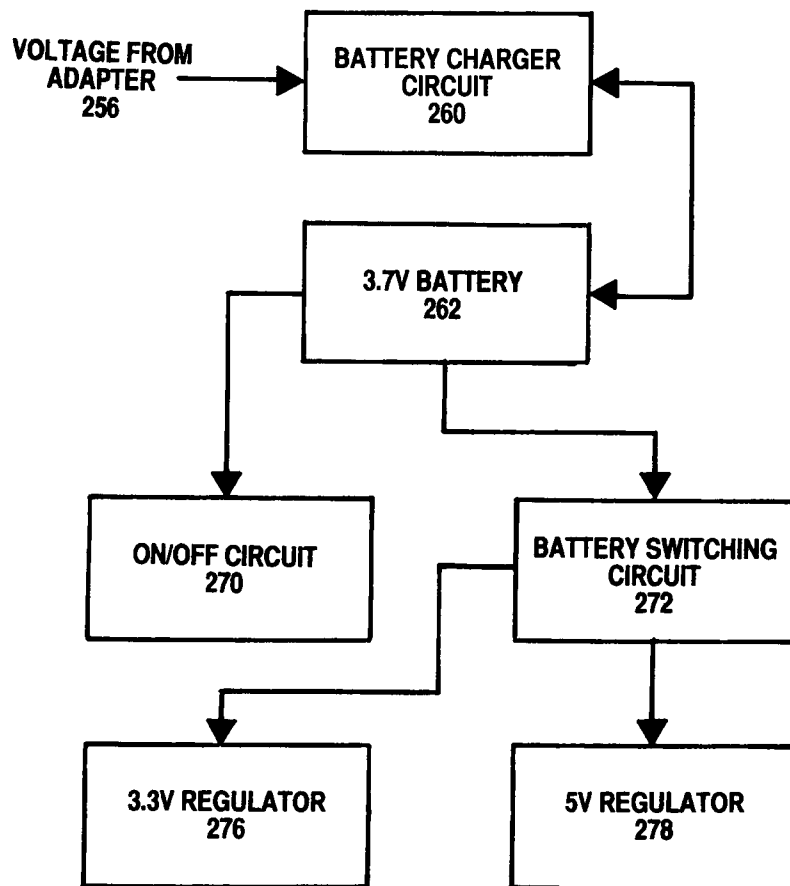 VOLTAGE FROM
ADAPTER
256
BATTERY CHARGER
CIRCUIT
260
3.7V BATTERY
262
ON/OFF CIRCUIT
270
BATTERY SWITCHING
CIRCUIT
272
3.3V REGULATOR
276
5V REGULATOR
278